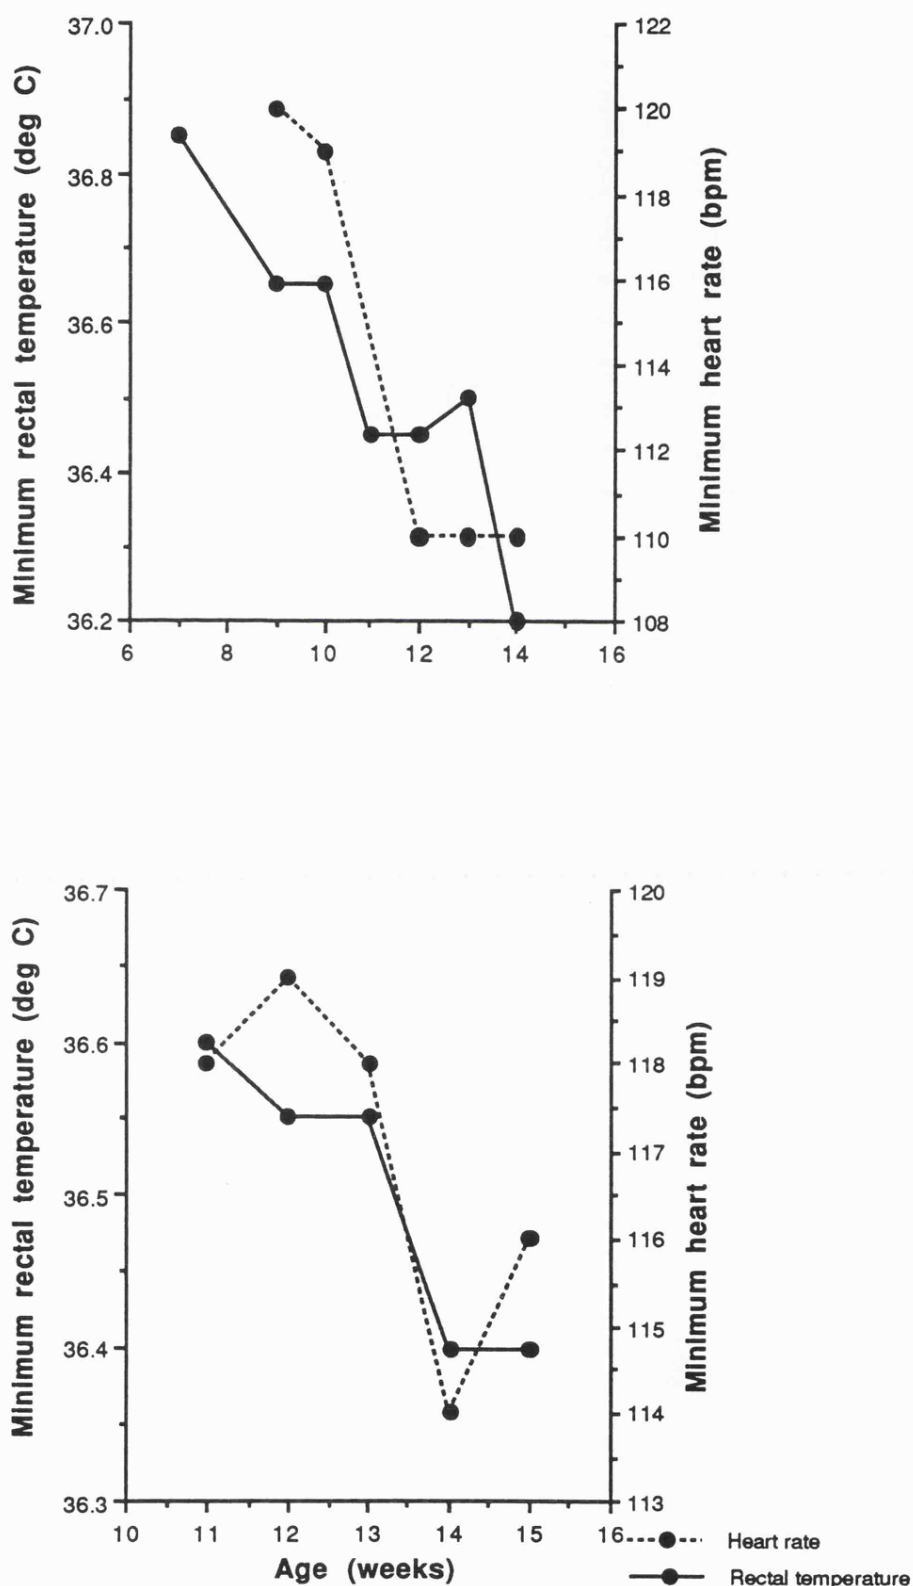 Minimum rectal temperature (deg C)
37.0
36.8
36.6
36.4
36.2
6 8 10 12 14 16
122
120
118
116
114
112
110
108
Minimum heart rate (bpm)
Minimum rectal temperature (deg C)
36.7
36.6
36.5
36.4
36.3
10 11 12 13 14 15 16
120
119
118
117
116
115
114
113
Minimum heart rate (bpm)
Age (weeks)
Heart rate
Rectal temperature